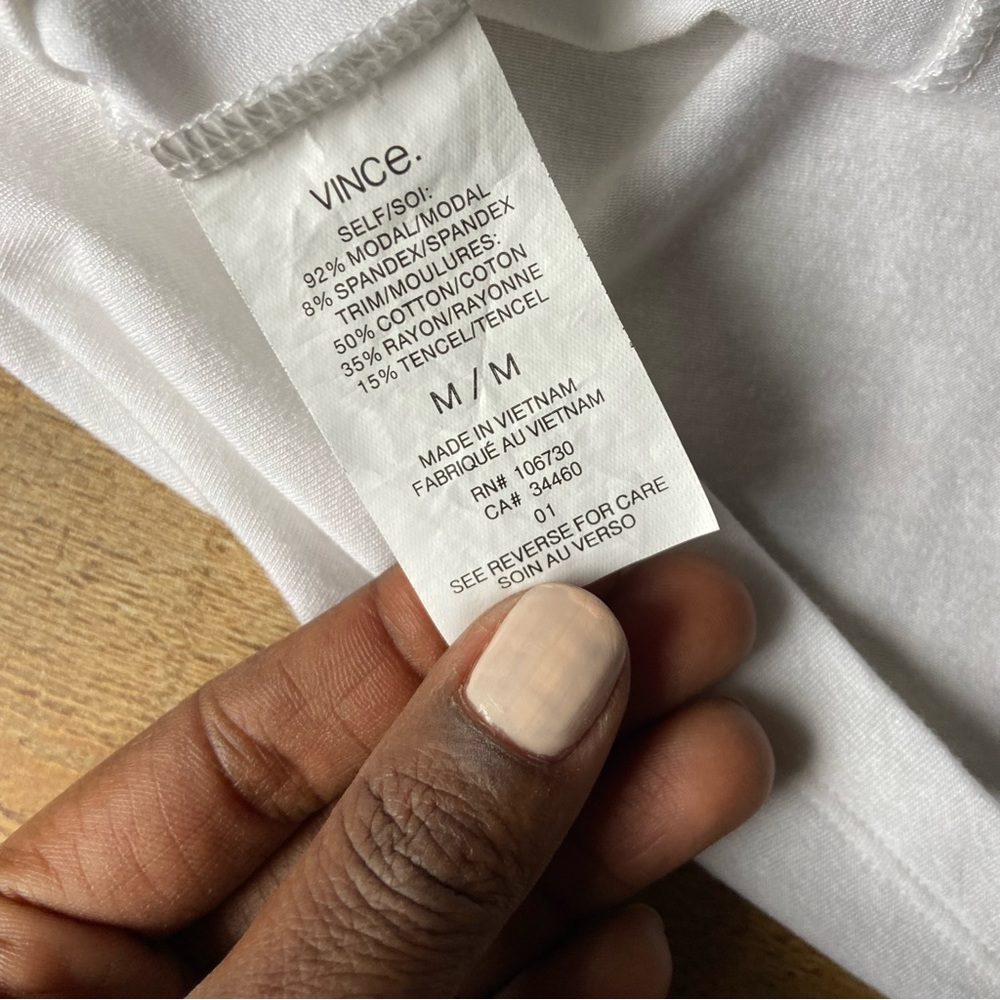 VINCe.
SELF/SOI:
92% MODAL/MODAL
8% SPANDEX/SPANDEX
TRIM/MOULURES:
50% COTTON/COTON
35% RAYON/RAYONNE
15% TENCEL/TENCEL
M / M
MADE IN VIETNAM
FABRIQUÉ AU VIETNAM
RN# 106730
CA# 34460
01
SEE REVERSE FOR CARE
SOIN AU VERSO